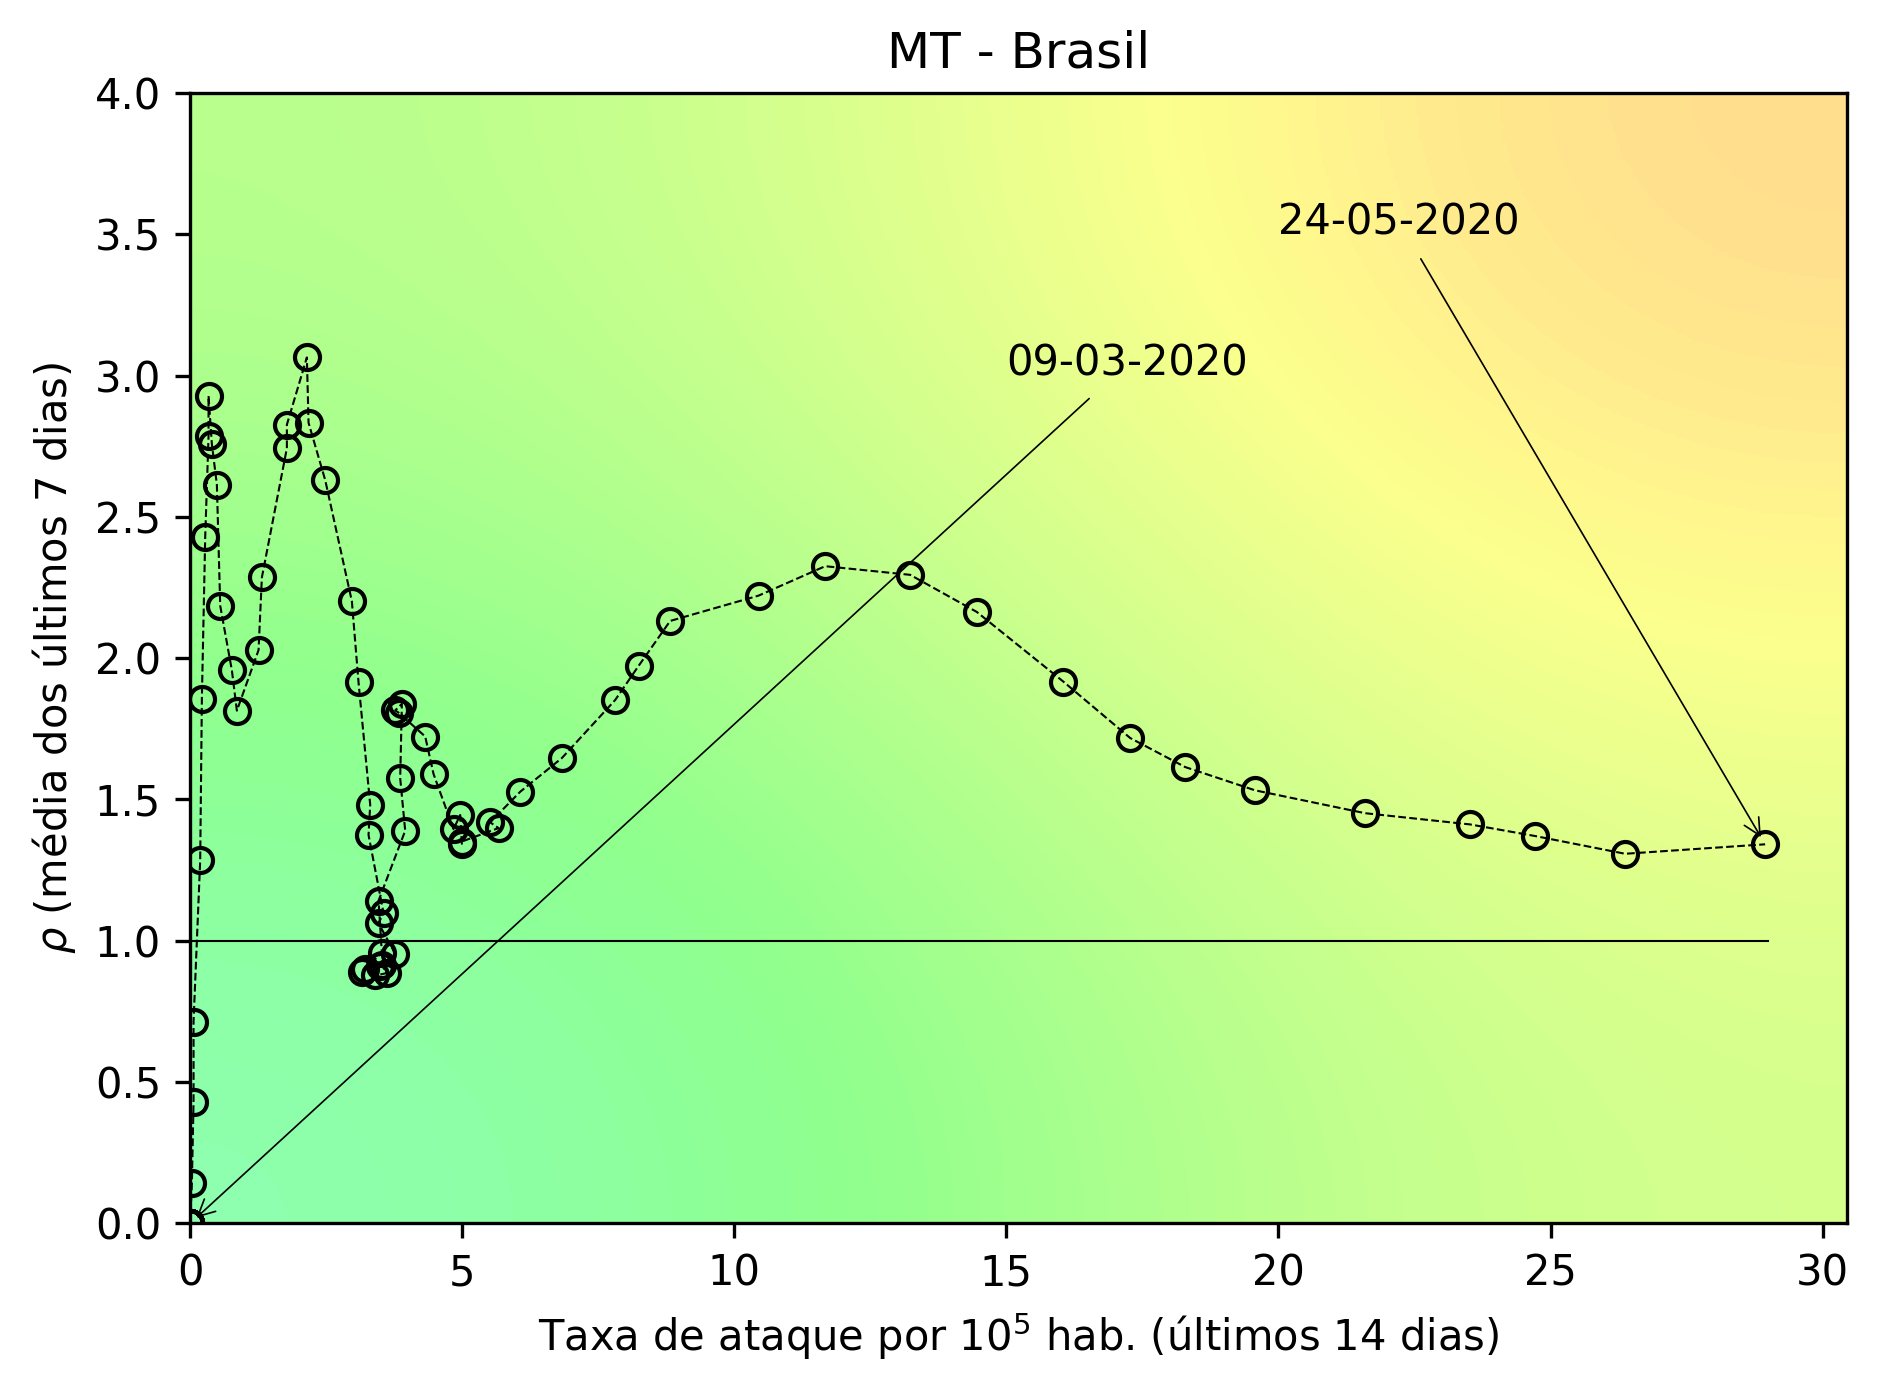 MT - Brasil
4.0
3.5
3.0
2.5
2.0
1.5
1.0
0.5
0.0
ρ (média dos últimos 7 dias)
24-05-2020
09-03-2020
0 5 10 15 20 25 30
Taxa de ataque por 10⁵ hab. (últimos 14 dias)